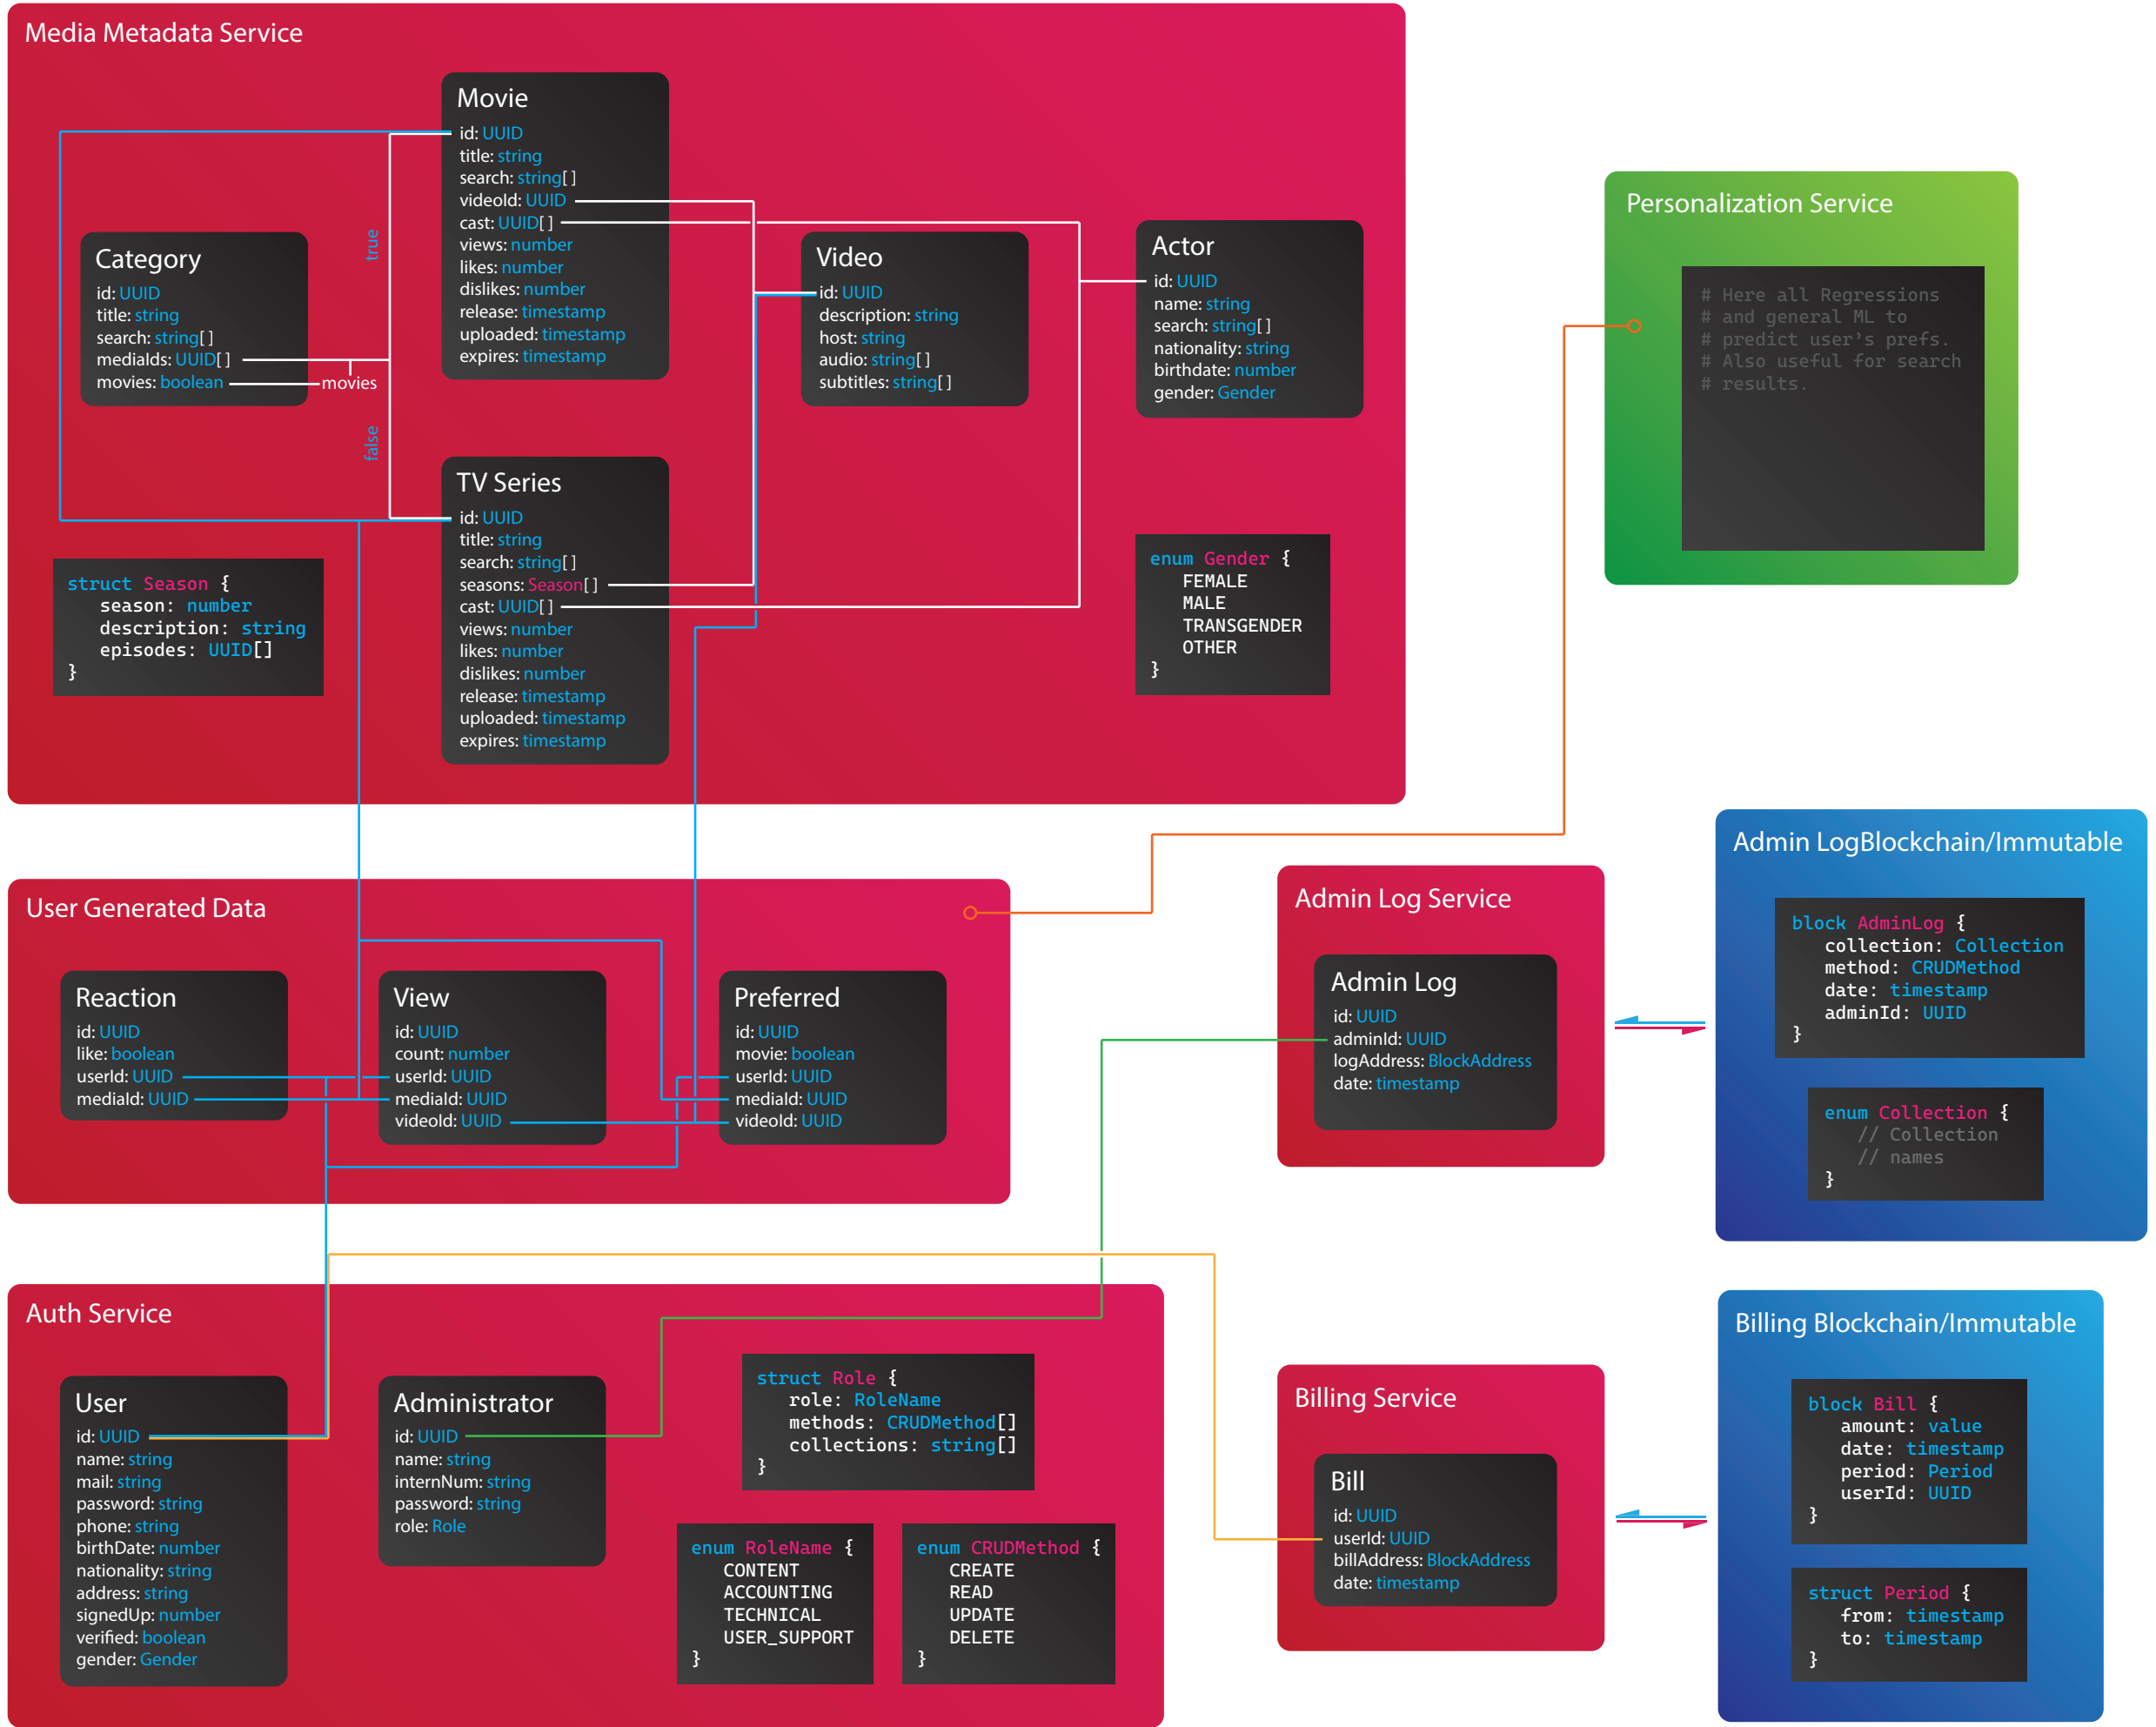 Media Metadata Service
Movie
id: UUID
title: string
search: string[]
videoId: UUID
cast: UUID[]
views: number
likes: number
dislikes: number
release: timestamp
uploaded: timestamp
expires: timestamp
Category
id: UUID
title: string
search: string[]
mediaIds: UUID[]
movies: boolean
movies
true
false
Video
id: UUID
description: string
host: string
audio: string[]
subtitles: string[]
Actor
id: UUID
name: string
search: string[]
nationality: string
birthdate: number
gender: Gender
TV Series
id: UUID
title: string
search: string[]
seasons: Season[]
cast: UUID[]
views: number
likes: number
dislikes: number
release: timestamp
uploaded: timestamp
expires: timestamp
struct Season {
season: number
description: string
episodes: UUID[]
}
enum Gender {
FEMALE
MALE
TRANSGENDER
OTHER
}
Personalization Service
# Here all Regressions
# and general ML to
# predict user's prefs.
# Also useful for search
# results.
User Generated Data
Reaction
id: UUID
like: boolean
userId: UUID
mediaId: UUID
View
id: UUID
count: number
userId: UUID
mediaId: UUID
videoId: UUID
Preferred
id: UUID
movie: boolean
userId: UUID
mediaId: UUID
videoId: UUID
Admin Log Service
Admin Log
id: UUID
adminId: UUID
logAddress: BlockAddress
date: timestamp
Admin LogBlockchain/Immutable
block AdminLog {
collection: Collection
method: CRUDMethod
date: timestamp
adminId: UUID
}
enum Collection {
// Collection
// names
}
Auth Service
User
id: UUID
name: string
mail: string
password: string
phone: string
birthDate: number
nationality: string
address: string
signedUp: number
verified: boolean
gender: Gender
Administrator
id: UUID
name: string
internNum: string
password: string
role: Role
struct Role {
role: RoleName
methods: CRUDMethod[]
collections: string[]
}
enum RoleName {
CONTENT
ACCOUNTING
TECHNICAL
USER_SUPPORT
}
enum CRUDMethod {
CREATE
READ
UPDATE
DELETE
}
Billing Service
Bill
id: UUID
userId: UUID
billAddress: BlockAddress
date: timestamp
Billing Blockchain/Immutable
block Bill {
amount: value
date: timestamp
period: Period
userId: UUID
}
struct Period {
from: timestamp
to: timestamp
}